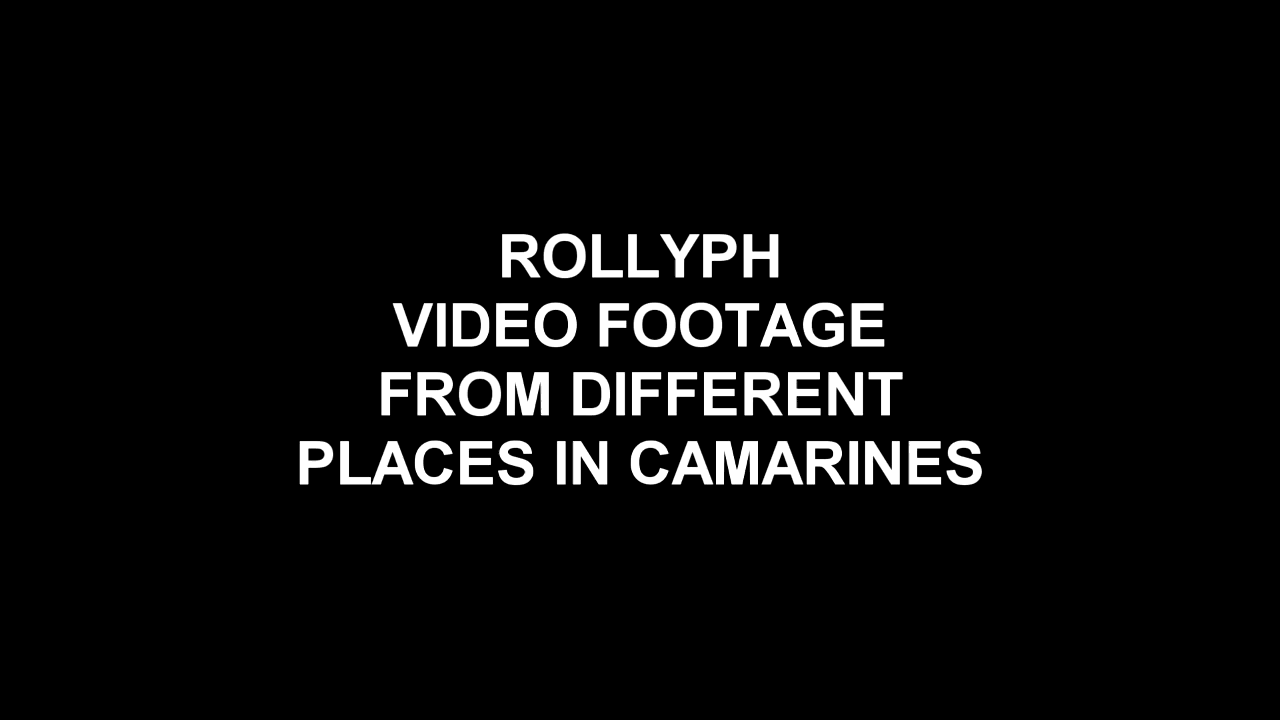 ROLLYPH
VIDEO FOOTAGE
FROM DIFFERENT
PLACES IN CAMARINES